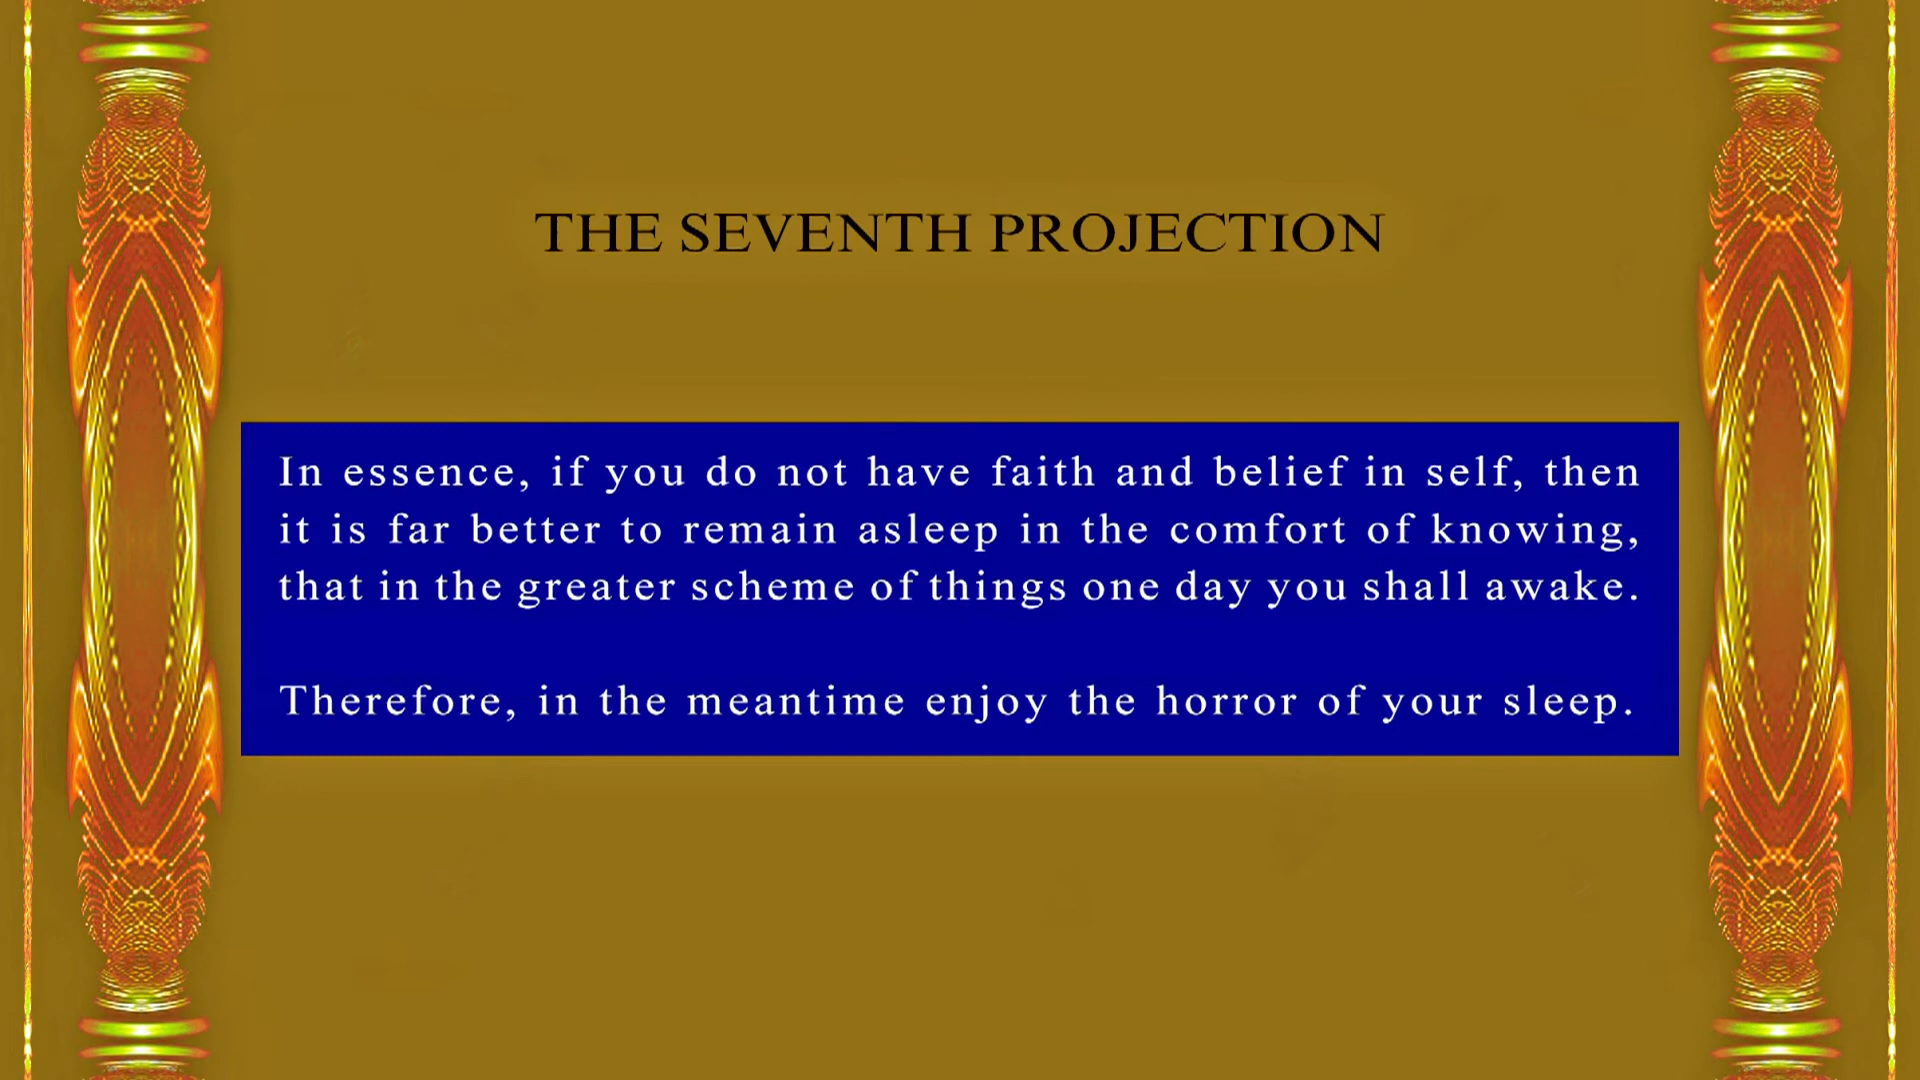 THE SEVENTH PROJECTION
In essence, if you do not have faith and belief in self, then
it is far better to remain asleep in the comfort of knowing,
that in the greater scheme of things one day you shall awake.
Therefore, in the meantime enjoy the horror of your sleep.